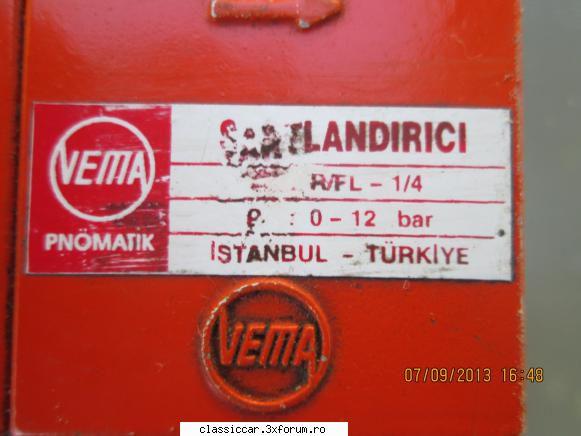 ŞARTLANDIRICI
VEMA
R/FL - 1/4
P : 0 - 12 bar
PNÖMATİK
İSTANBUL - TÜRKİYE
VEMA
07/09/2013 16:48
classiccar.3xforum.ro